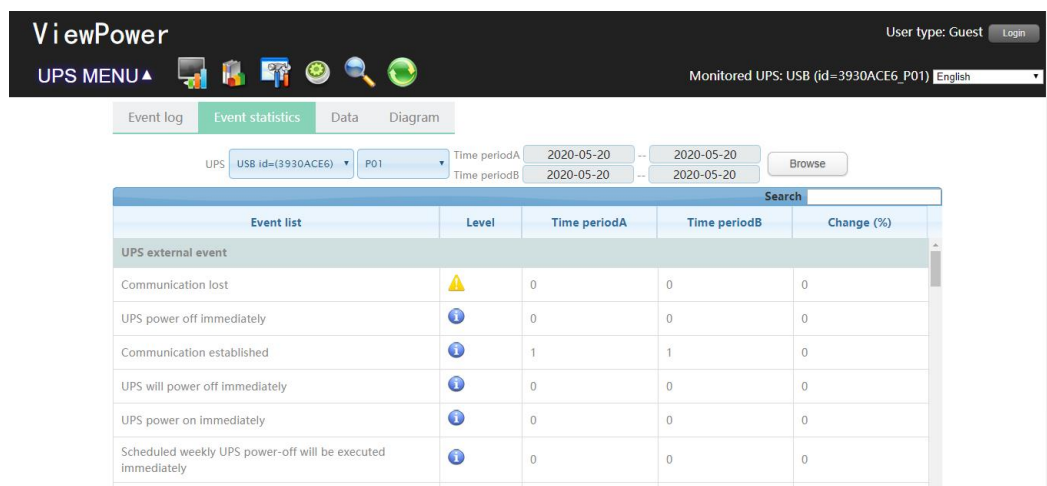 ViewPower
User type: Guest Login
UPS MENU▲
Monitored UPS: USB (id=3930ACE6_P01) English
Event log Event statistics Data Diagram
UPS USB id=(3930ACE6) P01
Time periodA 2020-05-20 -- 2020-05-20
Time periodB 2020-05-20 -- 2020-05-20
Browse
Search
Event list Level Time periodA Time periodB Change (%)
UPS external event
Communication lost 0 0 0
UPS power off immediately 0 0 0
Communication established 1 1 0
UPS will power off immediately 0 0 0
UPS power on immediately 0 0 0
Scheduled weekly UPS power-off will be executed
immediately 0 0 0